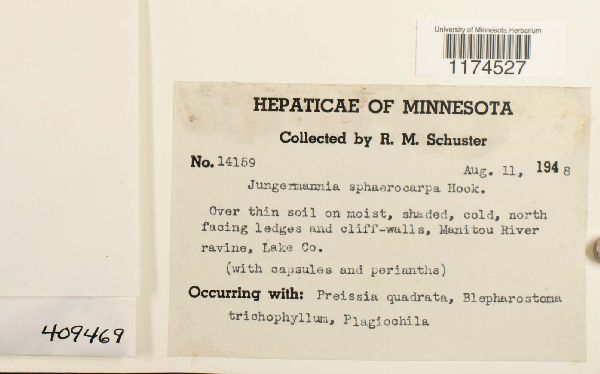 University of Minnesota Herbarium
1174527
HEPATICAE OF MINNESOTA
Collected by R. M. Schuster
No. 14159
Aug. 11, 1948
Jungermannia sphaerocarpa Hook.
Over thin soil on moist, shaded, cold, north
facing ledges and cliff-walls, Manitou River
ravine, Lake Co.
(with capsules and perianths)
Occurring with: Preissia quadrata, Blepharostoma
trichophyllum, Plagiochila
409469